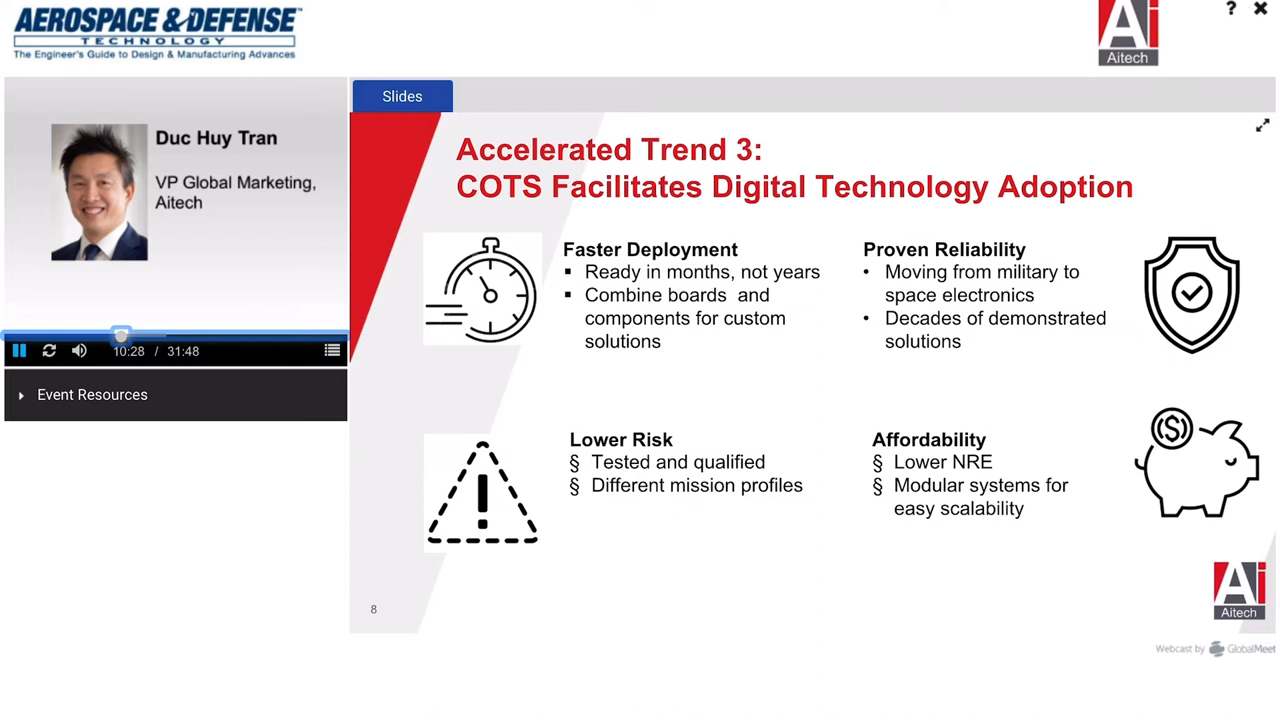 AEROSPACE & DEFENSE™
TECHNOLOGY
The Engineer's Guide to Design & Manufacturing Advances
Ai
Aitech
?
Duc Huy Tran
VP Global Marketing,
Aitech
10:28 / 31:48
Event Resources
Slides
Accelerated Trend 3:
COTS Facilitates Digital Technology Adoption
Faster Deployment
▪ Ready in months, not years
▪ Combine boards and
components for custom
solutions
Proven Reliability
• Moving from military to
space electronics
• Decades of demonstrated
solutions
Lower Risk
§ Tested and qualified
§ Different mission profiles
Affordability
§ Lower NRE
§ Modular systems for
easy scalability
8
Ai
Aitech
Webcast by GlobalMeet